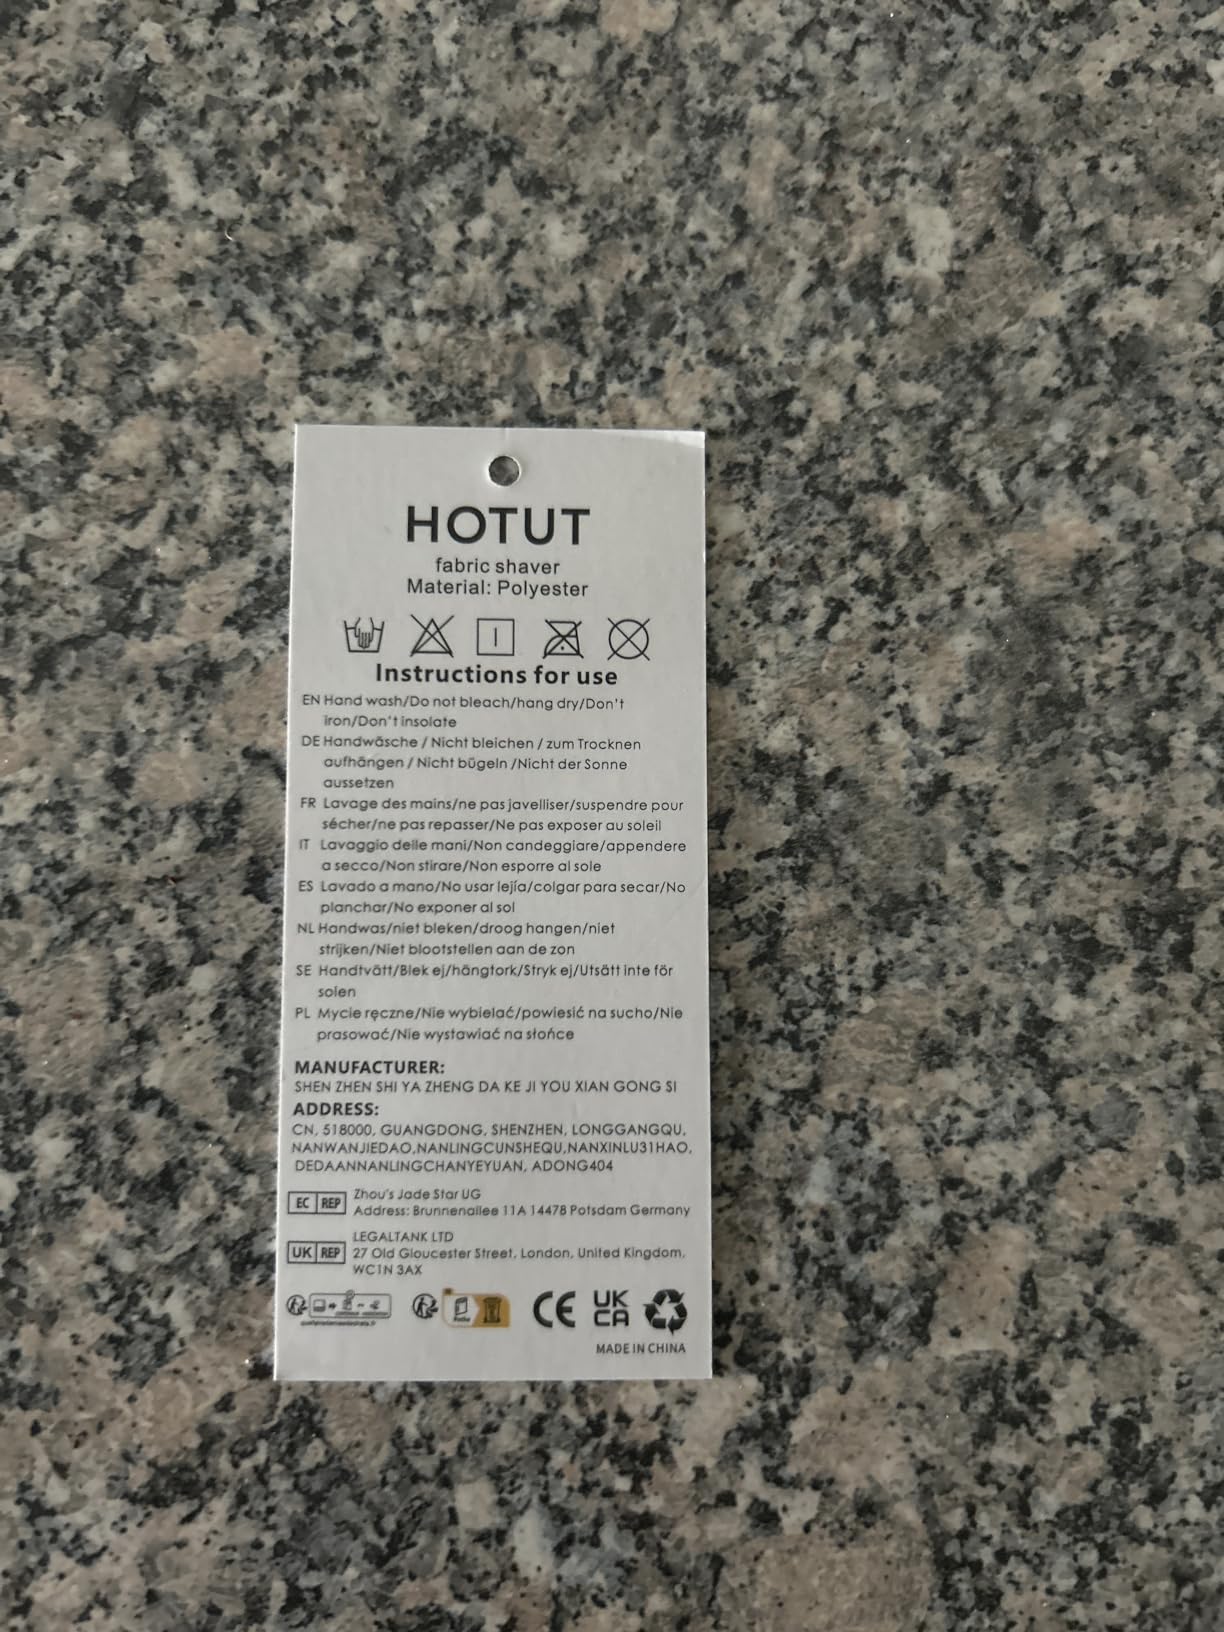 HOTUT
fabric shaver
Material: Polyester
Instructions for use
EN Hand wash/Do not bleach/hang dry/Don't
iron/Don't insolate
DE Handwäsche / Nicht bleichen / zum Trocknen
aufhängen / Nicht bügeln /Nicht der Sonne
aussetzen
FR Lavage des mains/ne pas javelliser/suspendre pour
sécher/ne pas repasser/Ne pas exposer au soleil
IT Lavaggio delle mani/Non candeggiare/appendere
a secco/Non stirare/Non esporre al sole
ES Lavado a mano/No usar lejía/colgar para secar/No
planchar/No exponer al sol
NL Handwas/niet bleken/droog hangen/niet
strijken/Niet blootstellen aan de zon
SE Handtvätt/Blek ej/hängtork/Stryk ej/Utsätt inte för
solen
PL Mycie ręczne/Nie wybielać/powiesić na sucho/Nie
prasować/Nie wystawiać na słońce
MANUFACTURER:
SHEN ZHEN SHI YA ZHENG DA KE JI YOU XIAN GONG SI
ADDRESS:
CN, 518000, GUANGDONG, SHENZHEN, LONGGANGQU,
NANWANJIEDAO,NANLINGCUNSHEQU,NANXINLU31HAO,
DEDAANNANLINGCHANYEYUAN, ADONG404
EC REP
Zhou's Jade Star UG
Address: Brunnenallee 11A 14478 Potsdam Germany
UK REP
LEGALTANK LTD
27 Old Gloucester Street, London, United Kingdom,
WC1N 3AX
CE UK CA
MADE IN CHINA